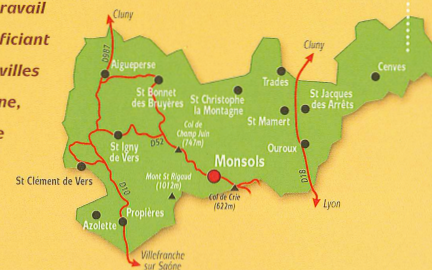 ravail
ficiant
villes
ne,
e
Cluny
D987
Aigueperse
Cluny
Cenves
Trades
St Bonnet
des Bruyères
St Christophe
la Montagne
St Jacques
des Arrêts
St Mamert
Col de
Champ Juin
(747m)
D52
St Igny
de Vers
Ouroux
Monsols
St Clément de Vers
D10
Mont St Rigaud
(1012m)
Col de Crie
(622m)
D18
Lyon
Propières
Azolette
Villefranche
sur Saône